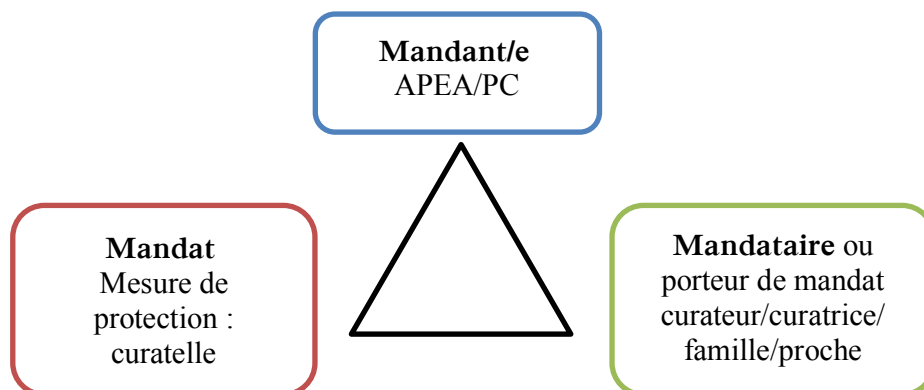 Mandant/e
APEA/PC
Mandat
Mesure de
protection :
curatelle
Mandataire ou
porteur de mandat
curateur/curatrice/
famille/proche